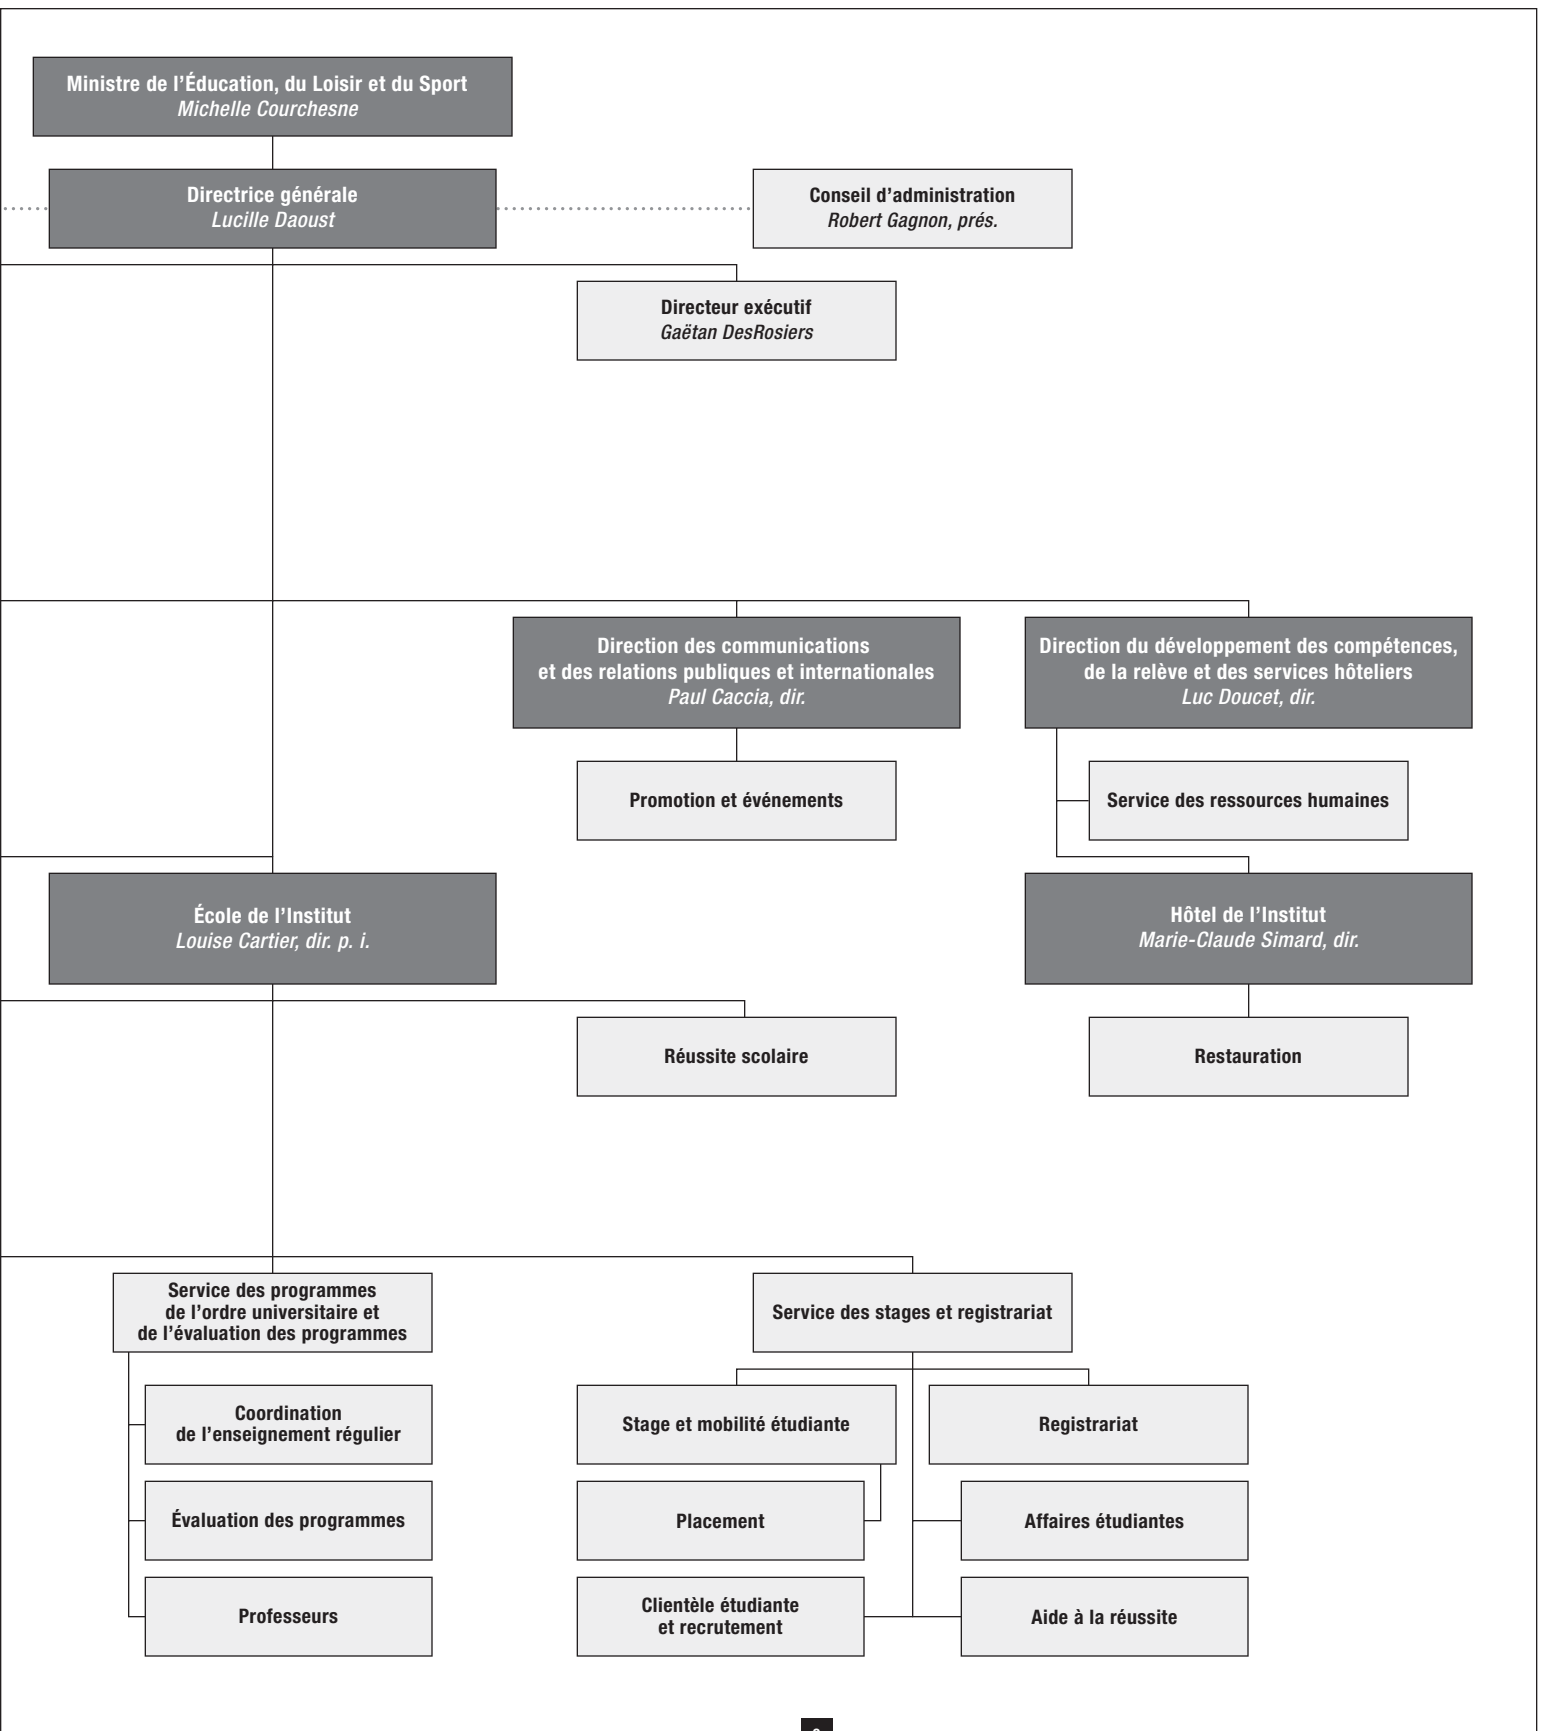 Ministre de l'Éducation, du Loisir et du Sport
Michelle Courchesne
Directrice générale
Lucille Daoust
Conseil d'administration
Robert Gagnon, prés.
Directeur exécutif
Gaëtan DesRosiers
Direction des communications
et des relations publiques et internationales
Paul Caccia, dir.
Direction du développement des compétences,
de la relève et des services hôteliers
Luc Doucet, dir.
Promotion et événements
Service des ressources humaines
École de l'Institut
Louise Cartier, dir. p. i.
Hôtel de l'Institut
Marie-Claude Simard, dir.
Réussite scolaire
Restauration
Service des programmes
de l'ordre universitaire et
de l'évaluation des programmes
Service des stages et registrariat
Coordination
de l'enseignement régulier
Stage et mobilité étudiante
Registrariat
Évaluation des programmes
Placement
Affaires étudiantes
Professeurs
Clientèle étudiante
et recrutement
Aide à la réussite